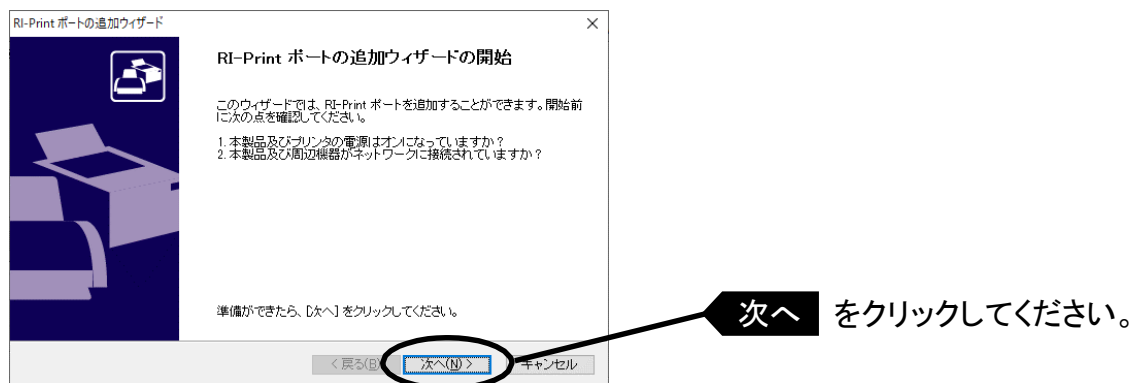 RI-Print ポートの追加ウィザード
RI-Print ポートの追加ウィザードの開始
このウィザードでは、RI-Print ポートを追加することができます。開始前
に次の点を確認してください。
1. 本製品及びプリンタの電源はオンになっていますか？
2. 本製品及び周辺機器がネットワークに接続されていますか？
準備ができたら、[次へ] をクリックしてください。
次へ をクリックしてください。
< 戻る(B) 次へ(N) > キャンセル